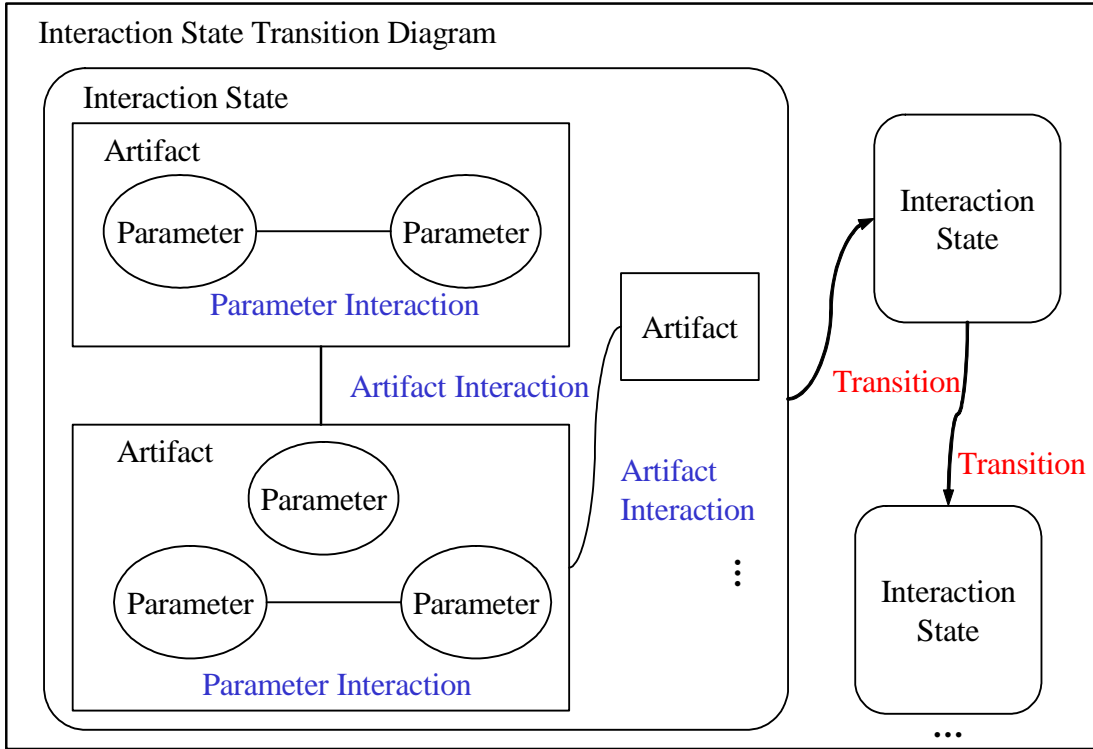 Interaction State Transition Diagram
Interaction State
Artifact
Parameter
Parameter
Parameter Interaction
Artifact Interaction
Artifact
Parameter
Parameter
Parameter
Parameter Interaction
Artifact
Artifact
Interaction
...
Interaction
State
Transition
Transition
Interaction
State
...